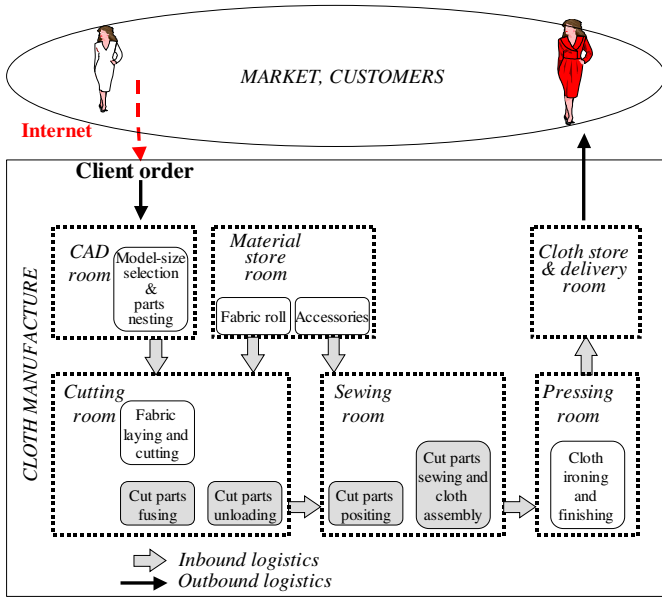 MARKET, CUSTOMERS
Internet
Client order
CLOTH MANUFACTURE
CAD
room
Model-size
selection
&
parts
nesting
Material
store
room
Fabric roll
Accessories
Cloth store
& delivery
room
Cutting
room
Fabric
laying and
cutting
Cut parts
fusing
Cut parts
unloading
Sewing
room
Cut parts
positing
Cut parts
sewing and
cloth
assembly
Pressing
room
Cloth
ironing
and
finishing
Inbound logistics
Outbound logistics